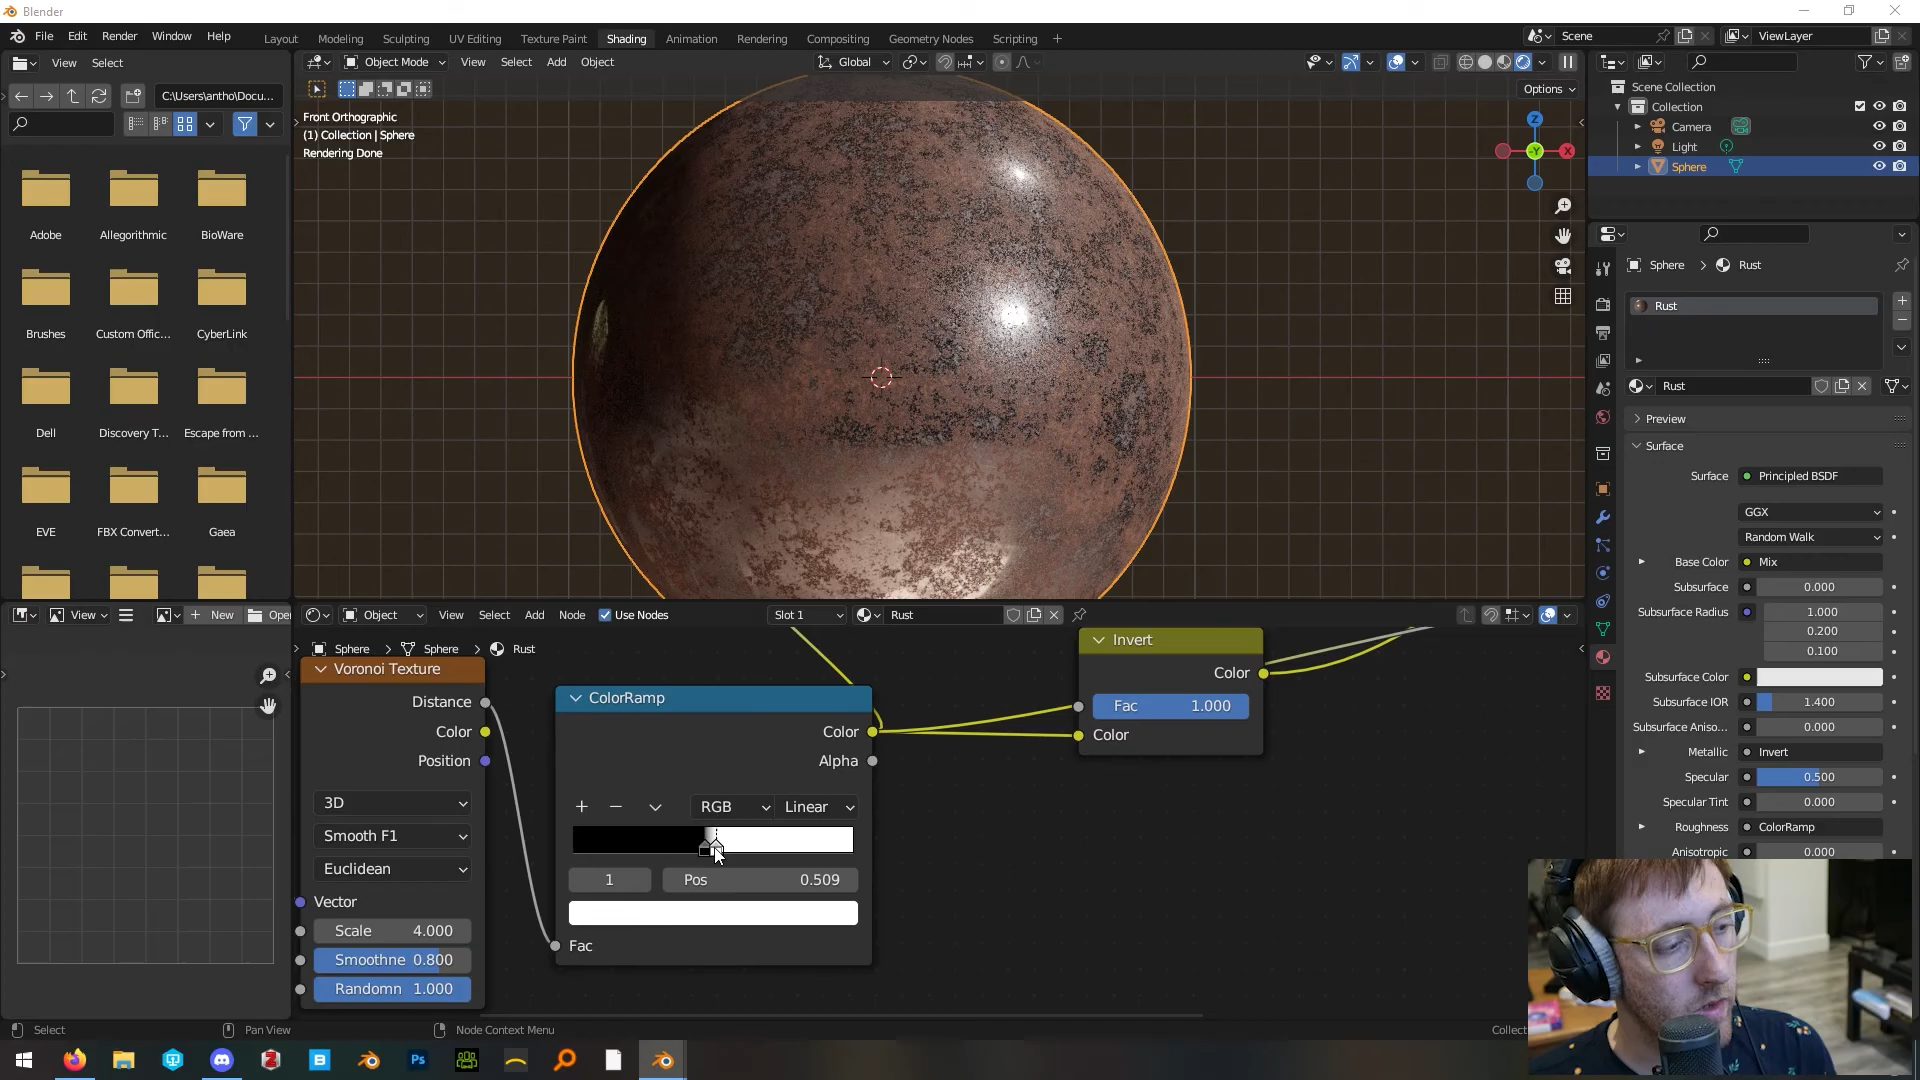 Blender
File Edit Render Window Help
Layout Modeling Sculpting UV Editing Texture Paint Shading Animation Rendering Compositing Geometry Nodes Scripting +
Scene
ViewLayer
View Select
Object Mode View Select Add Object
Global
C:\Users\antho\Docu...
Options
Front Orthographic
(1) Collection | Sphere
Rendering Done
Z
-Y
X
Adobe Allegorithmic BioWare
Brushes Custom Offic... CyberLink
Dell Discovery T... Escape from ...
EVE FBX Convert... Gaea
Scene Collection
Collection
Camera
Light
Sphere
Sphere > Rust
Rust
Rust
Preview
Surface
Surface Principled BSDF
GGX
Random Walk
Base Color Mix
Subsurface 0.000
Subsurface Radius 1.000
0.200
0.100
Subsurface Color
Subsurface IOR 1.400
Subsurface Aniso... 0.000
Metallic Invert
Specular 0.500
Specular Tint 0.000
Roughness ColorRamp
Anisotropic 0.000
View
+ New Open
Object View Select Add Node Use Nodes Slot 1 Rust
Sphere > Sphere > Rust
Voronoi Texture
Distance
Color
Position
3D
Smooth F1
Euclidean
Vector
Scale 4.000
Smoothne 0.800
Randomn 1.000
ColorRamp
Color
Alpha
+ − RGB Linear
1 Pos 0.509
Fac
Invert
Color
Fac 1.000
Color
Select Pan View Node Context Menu
Collect
Ps